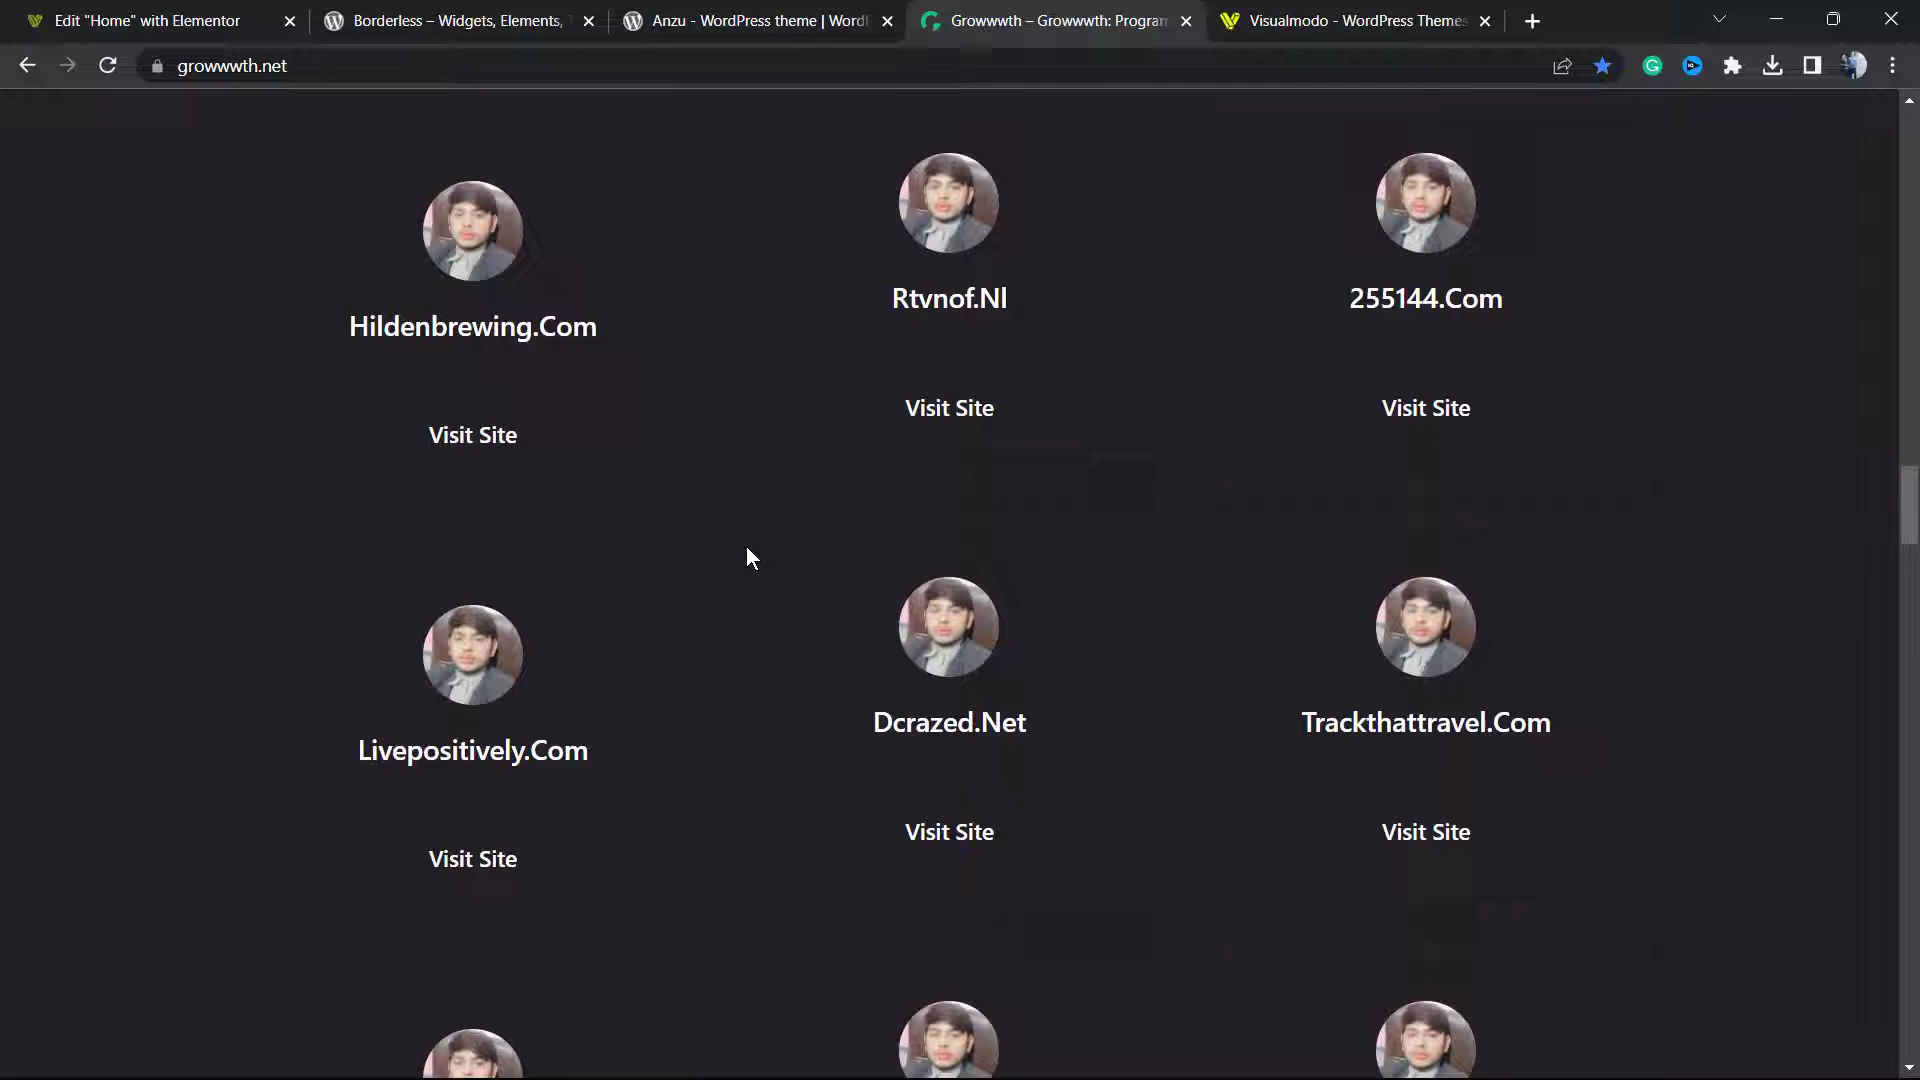 Edit "Home" with Elementor
Borderless – Widgets, Elements,
Anzu - WordPress theme | Word
Growwwth – Growwwth: Program
Visualmodo - WordPress Themes
growwwth.net
Hildenbrewing.Com
Rtvnof.Nl
255144.Com
Visit Site
Visit Site
Visit Site
Livepositively.Com
Dcrazed.Net
Trackthattravel.Com
Visit Site
Visit Site
Visit Site